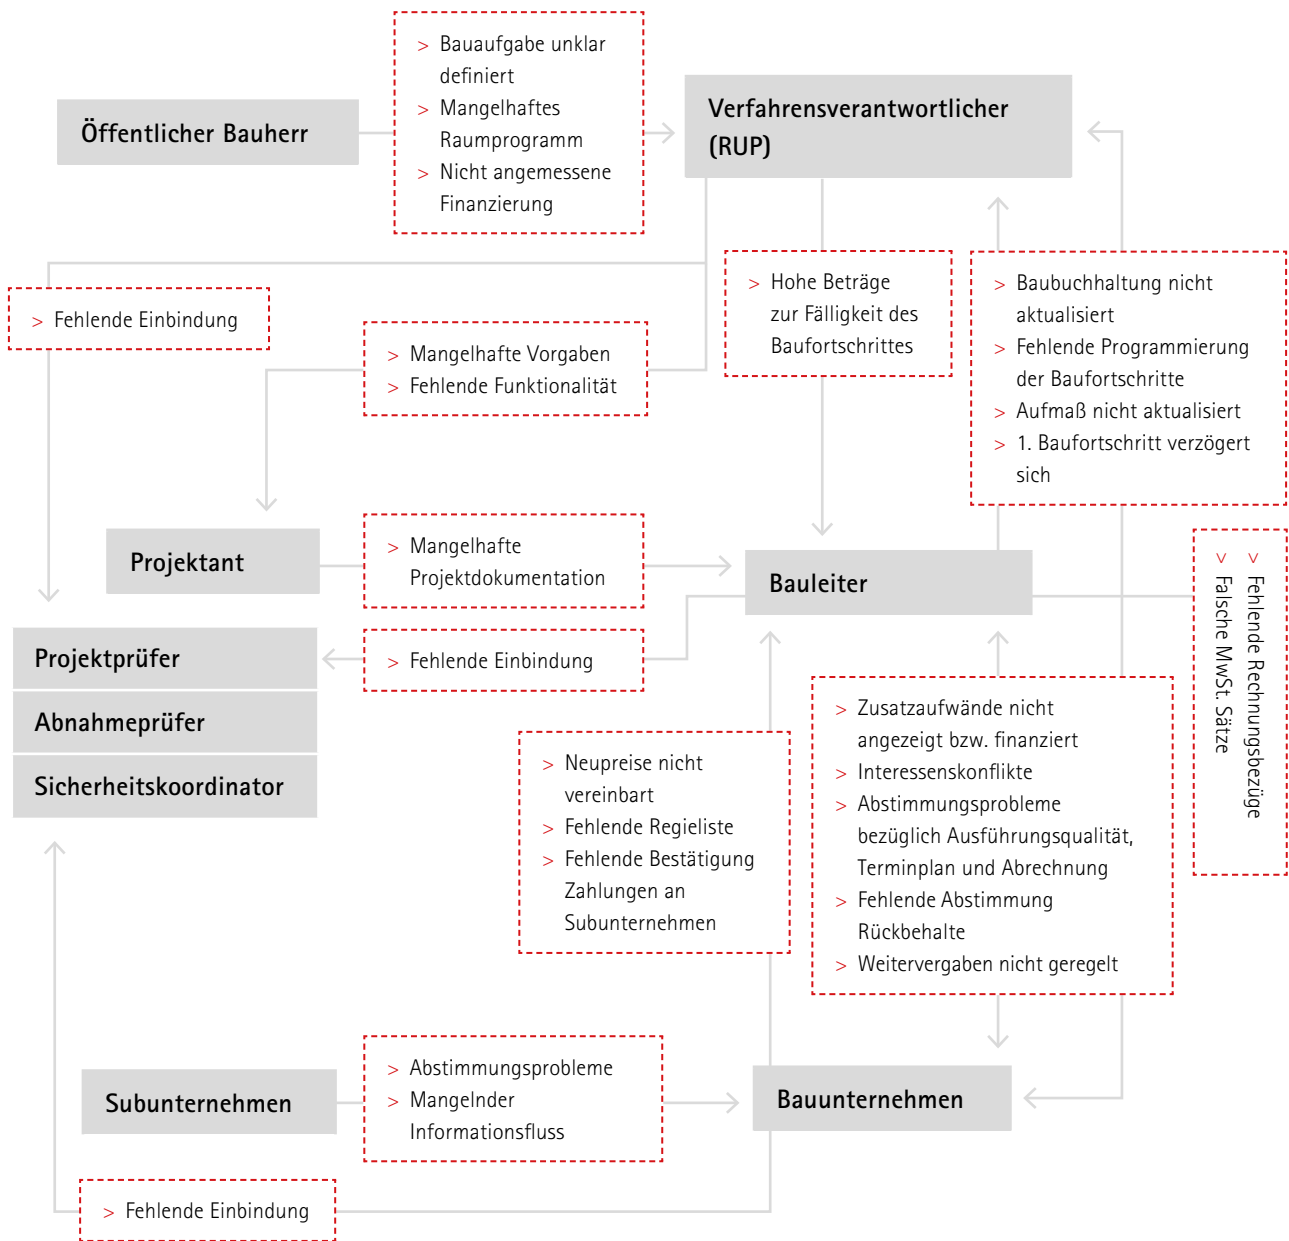 Öffentlicher Bauherr
> Bauaufgabe unklar
definiert
> Mangelhaftes
Raumprogramm
> Nicht angemessene
Finanzierung
Verfahrensverantwortlicher
(RUP)
> Fehlende Einbindung
> Mangelhafte Vorgaben
> Fehlende Funktionalität
> Hohe Beträge
zur Fälligkeit des
Baufortschrittes
> Baubuchhaltung nicht
aktualisiert
> Fehlende Programmierung
der Baufortschritte
> Aufmaß nicht aktualisiert
> 1. Baufortschritt verzögert
sich
Projektant
> Mangelhafte
Projektdokumentation
Bauleiter
> Fehlende Rechnungsbezüge
> Falsche MwSt. Sätze
Projektprüfer
Abnahmeprüfer
Sicherheitskoordinator
> Fehlende Einbindung
> Neupreise nicht
vereinbart
> Fehlende Regieliste
> Fehlende Bestätigung
Zahlungen an
Subunternehmen
> Zusatzaufwände nicht
angezeigt bzw. finanziert
> Interessenskonflikte
> Abstimmungsprobleme
bezüglich Ausführungsqualität,
Terminplan und Abrechnung
> Fehlende Abstimmung
Rückbehalte
> Weitervergaben nicht geregelt
Subunternehmen
> Abstimmungsprobleme
> Mangelnder
Informationsfluss
Bauunternehmen
> Fehlende Einbindung